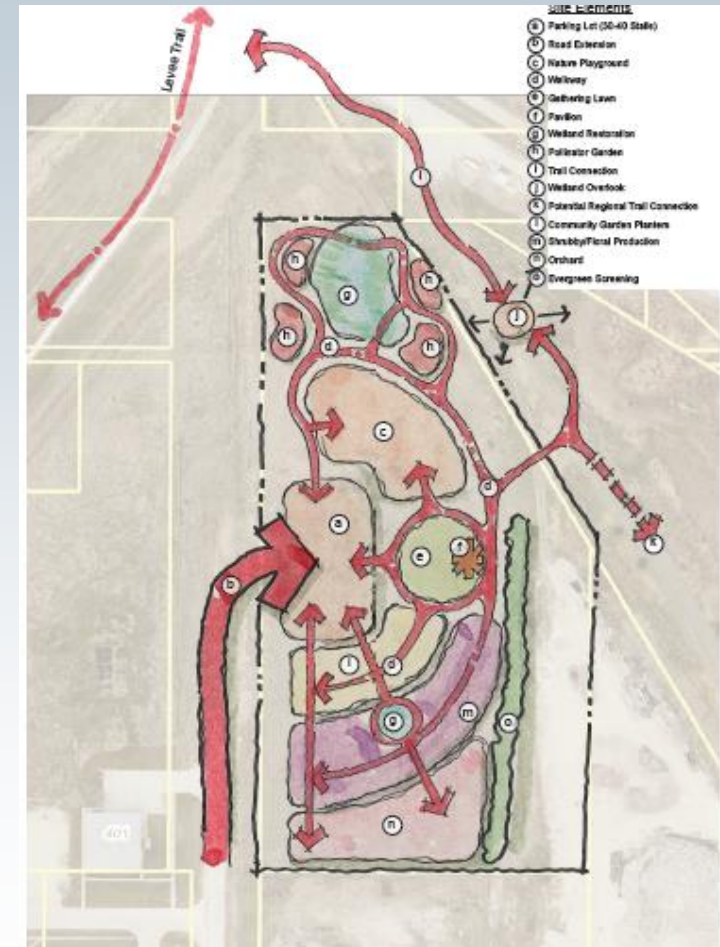 Site Elements
a Parking Lot (30-40 Stalls)
b Road Extension
c Nature Playground
d Walkway
e Gathering Lawn
f Pavilion
g Wetland Restoration
h Pollinator Garden
i Trail Connection
j Wetland Overlook
k Potential Regional Trail Connection
l Community Garden Planters
m Shrubby/Floral Production
n Orchard
o Evergreen Screening
Levee Trail
i
j
h
h
g
h
h
d
c
d
k
a
e
f
b
l
d
g
m
o
n
401